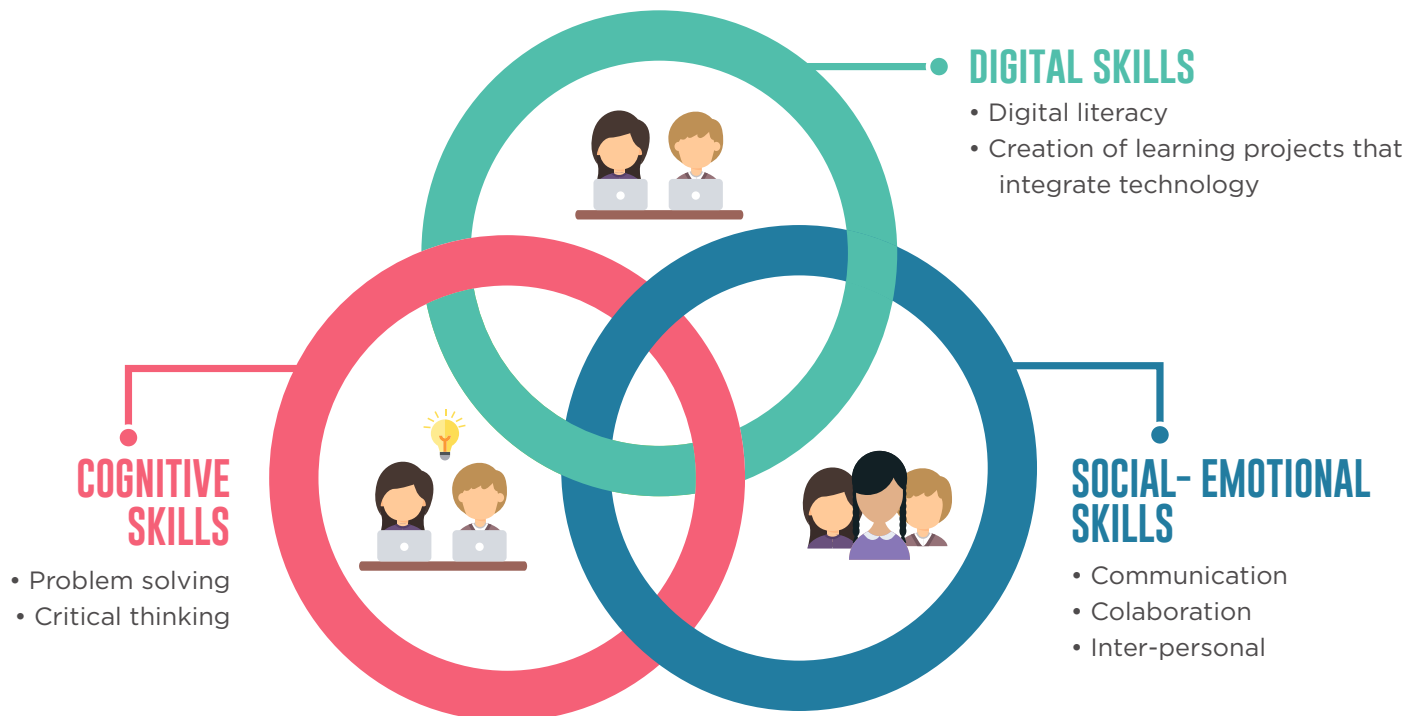 DIGITAL SKILLS
• Digital literacy
• Creation of learning projects that
integrate technology
COGNITIVE
SKILLS
• Problem solving
• Critical thinking
SOCIAL- EMOTIONAL
SKILLS
• Communication
• Colaboration
• Inter-personal